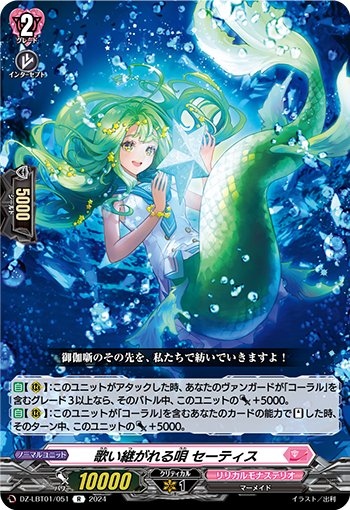 2
グレード
インターセプト
5000
シールド
御伽噺のその先を、私たちで紡いでいきますよ！
自【R】：このユニットがアタックした時、あなたのヴァンガードが「コーラル」を
含むグレード３以上なら、そのバトル中、このユニットの+5000。
自【R】：このユニットが「コーラル」を含むあなたのカードの能力で した時、
そのターン中、このユニットの+5000。
ノーマルユニット
歌い継がれる唄 セーティス
パワー 10000
クリティカル
1
リリカルモナステリオ
マーメイド
DZ-LBT01/051 R 2024
イラスト／出利